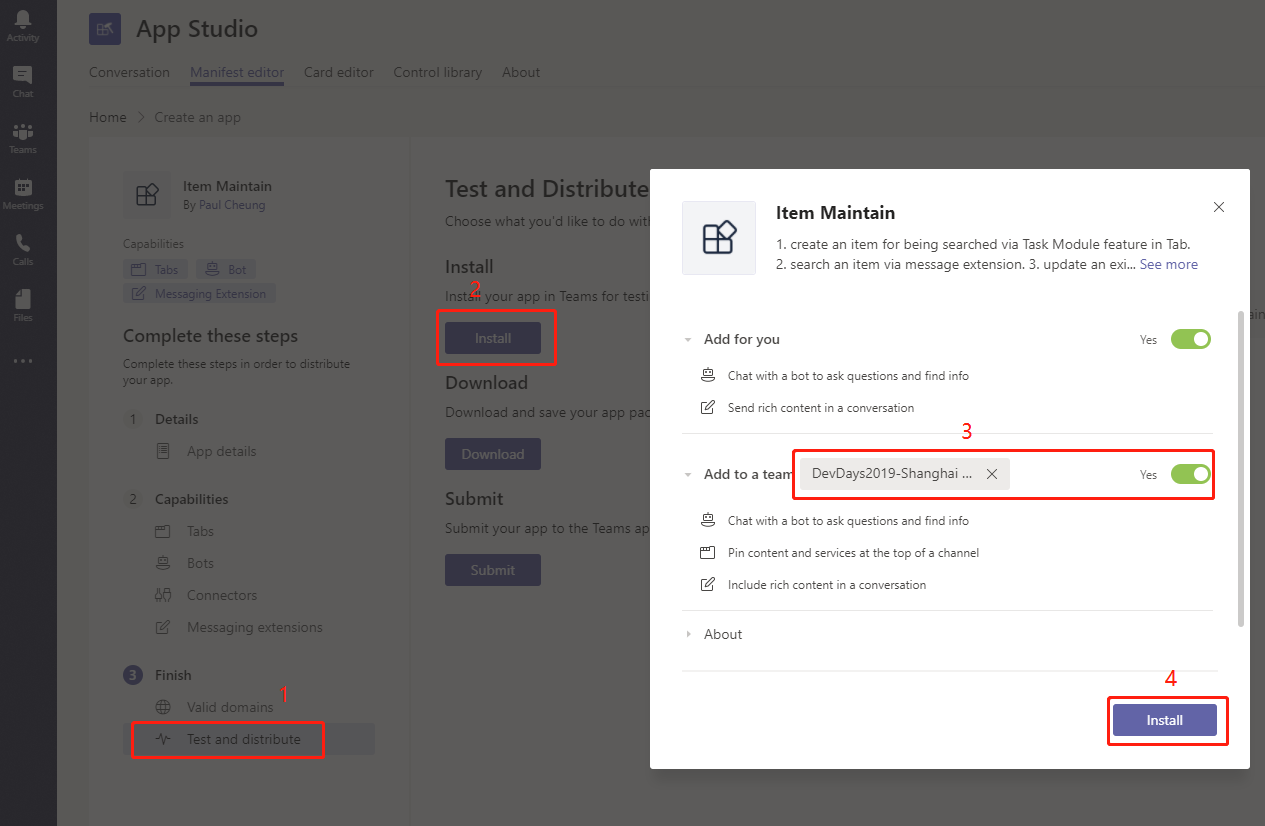 Activity
Chat
Teams
Meetings
Calls
Files
App Studio
Conversation Manifest editor Card editor Control library About
Home > Create an app
Item Maintain
By Paul Cheung
Capabilities
Tabs Bot
Messaging Extension
Complete these steps
Complete these steps in order to distribute
your app.
1 Details
App details
2 Capabilities
Tabs
Bots
Connectors
Messaging extensions
3 Finish
1
Valid domains
Test and distribute
Test and Distribute
Choose what you'd like to do with
Install
2
Install your app in Teams for testi
Install
Download
Download and save your app pac
Download
Submit
Submit your app to the Teams ap
Submit
Item Maintain
1. create an item for being searched via Task Module feature in Tab.
2. search an item via message extension. 3. update an exi... See more
Add for you Yes
Chat with a bot to ask questions and find info
Send rich content in a conversation
3
Add to a team DevDays2019-Shanghai ... Yes
Chat with a bot to ask questions and find info
Pin content and services at the top of a channel
Include rich content in a conversation
About
4
Install